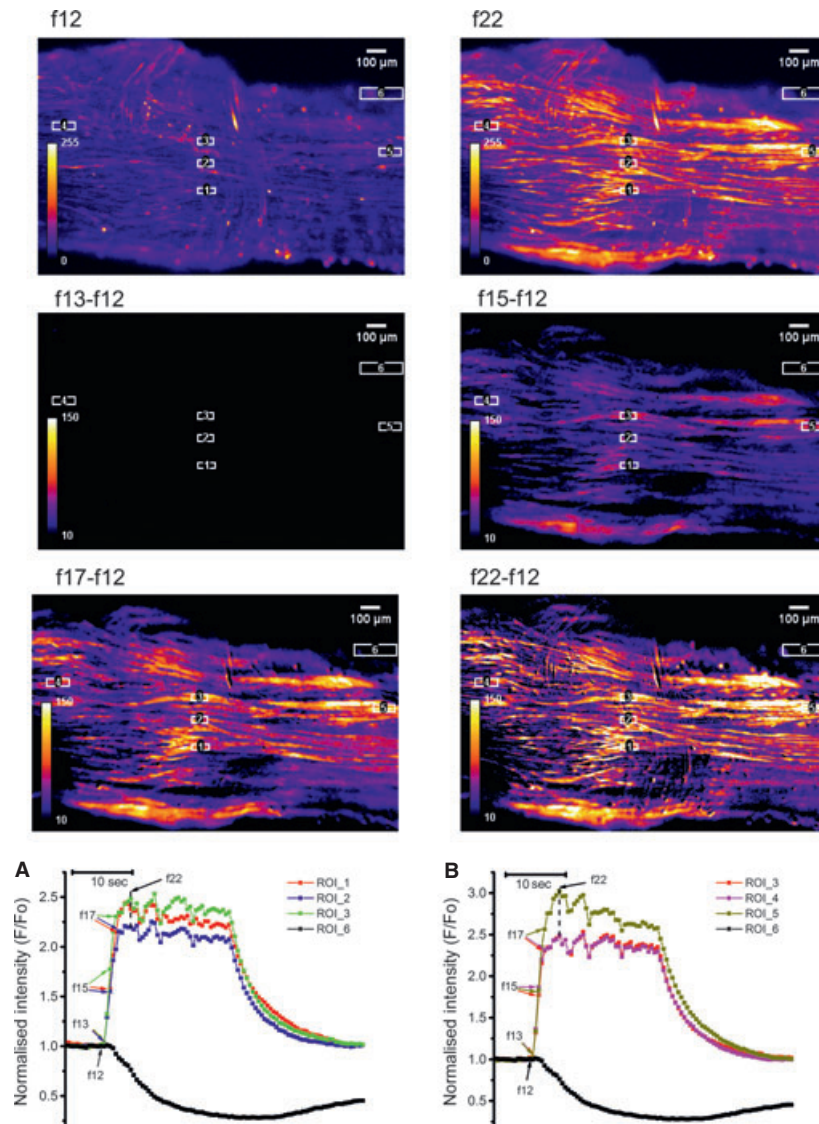 f12
100 µm
6
4
3
5
2
1
255
0
f22
100 µm
6
4
3
5
2
1
255
0
f13-f12
100 µm
6
4
3
5
2
1
150
10
f15-f12
100 µm
6
4
3
5
2
1
150
10
f17-f12
100 µm
6
4
3
5
2
1
150
10
f22-f12
100 µm
6
4
3
5
2
1
150
10
A
10 sec
f22
ROI_1
ROI_2
ROI_3
ROI_6
2.5
f17
2.0
f15
1.5
f13
1.0
f12
0.5
Normalised intensity (F/Fo)
B
10 sec
f22
ROI_3
ROI_4
ROI_5
ROI_6
3.0
2.5
f17
2.0
f15
1.5
f13
1.0
f12
0.5
Normalised intensity (F/Fo)